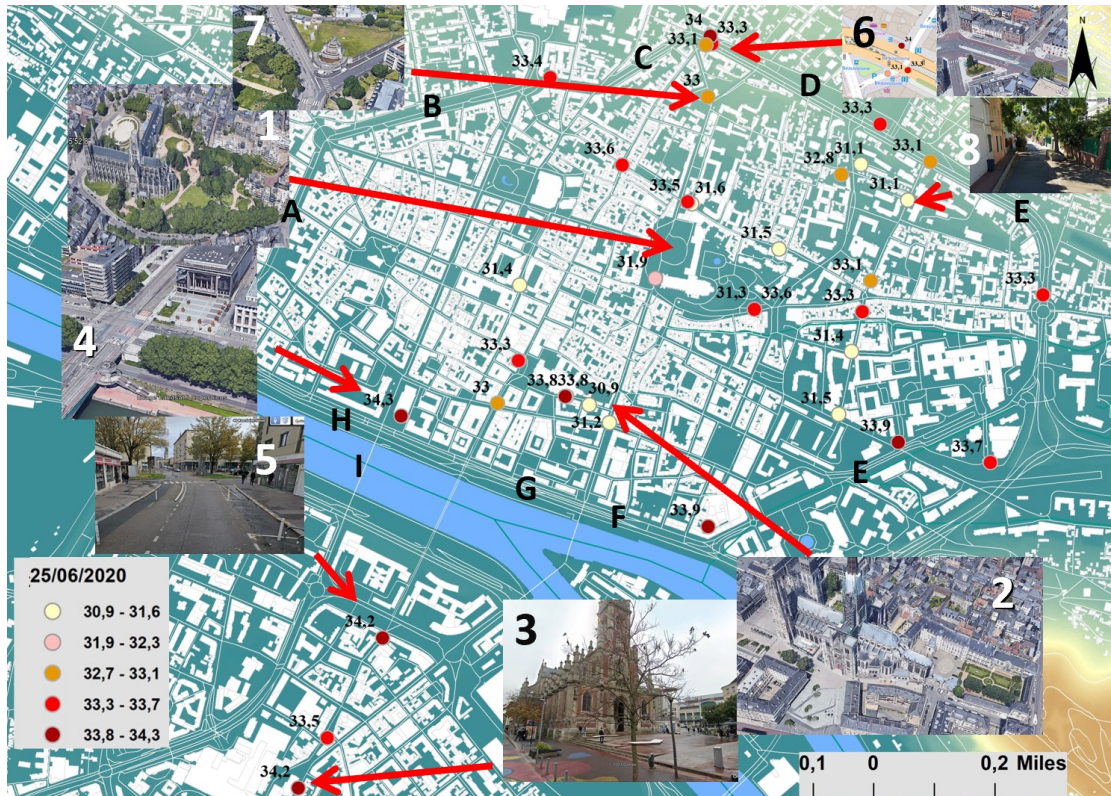 7
34
33,3
33,1
C
6
34
33,1
N
33,4
B
33
D
1
33,3
8
33,6
31,1
33,1
32,8
31,1
33,5
31,6
A
E
31,5
31,9
31,4
33,1
33,3
31,3
33,6
33,3
4
31,4
33,3
33,8
33,8
30,9
34,3
33
31,2
31,5
33,9
33,7
H
E
5
I
G
F
33,9
25/06/2020
30,9 - 31,6
31,9 - 32,3
32,7 - 33,1
33,3 - 33,7
33,8 - 34,3
2
3
34,2
33,5
34,2
0,1
0
0,2 Miles